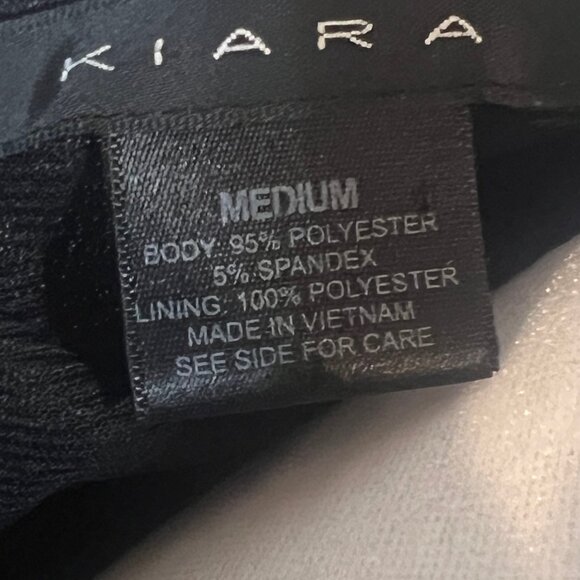 KIARA
MEDIUM
BODY: 95% POLYESTER
5% SPANDEX
LINING: 100% POLYESTER
MADE IN VIETNAM
SEE SIDE FOR CARE